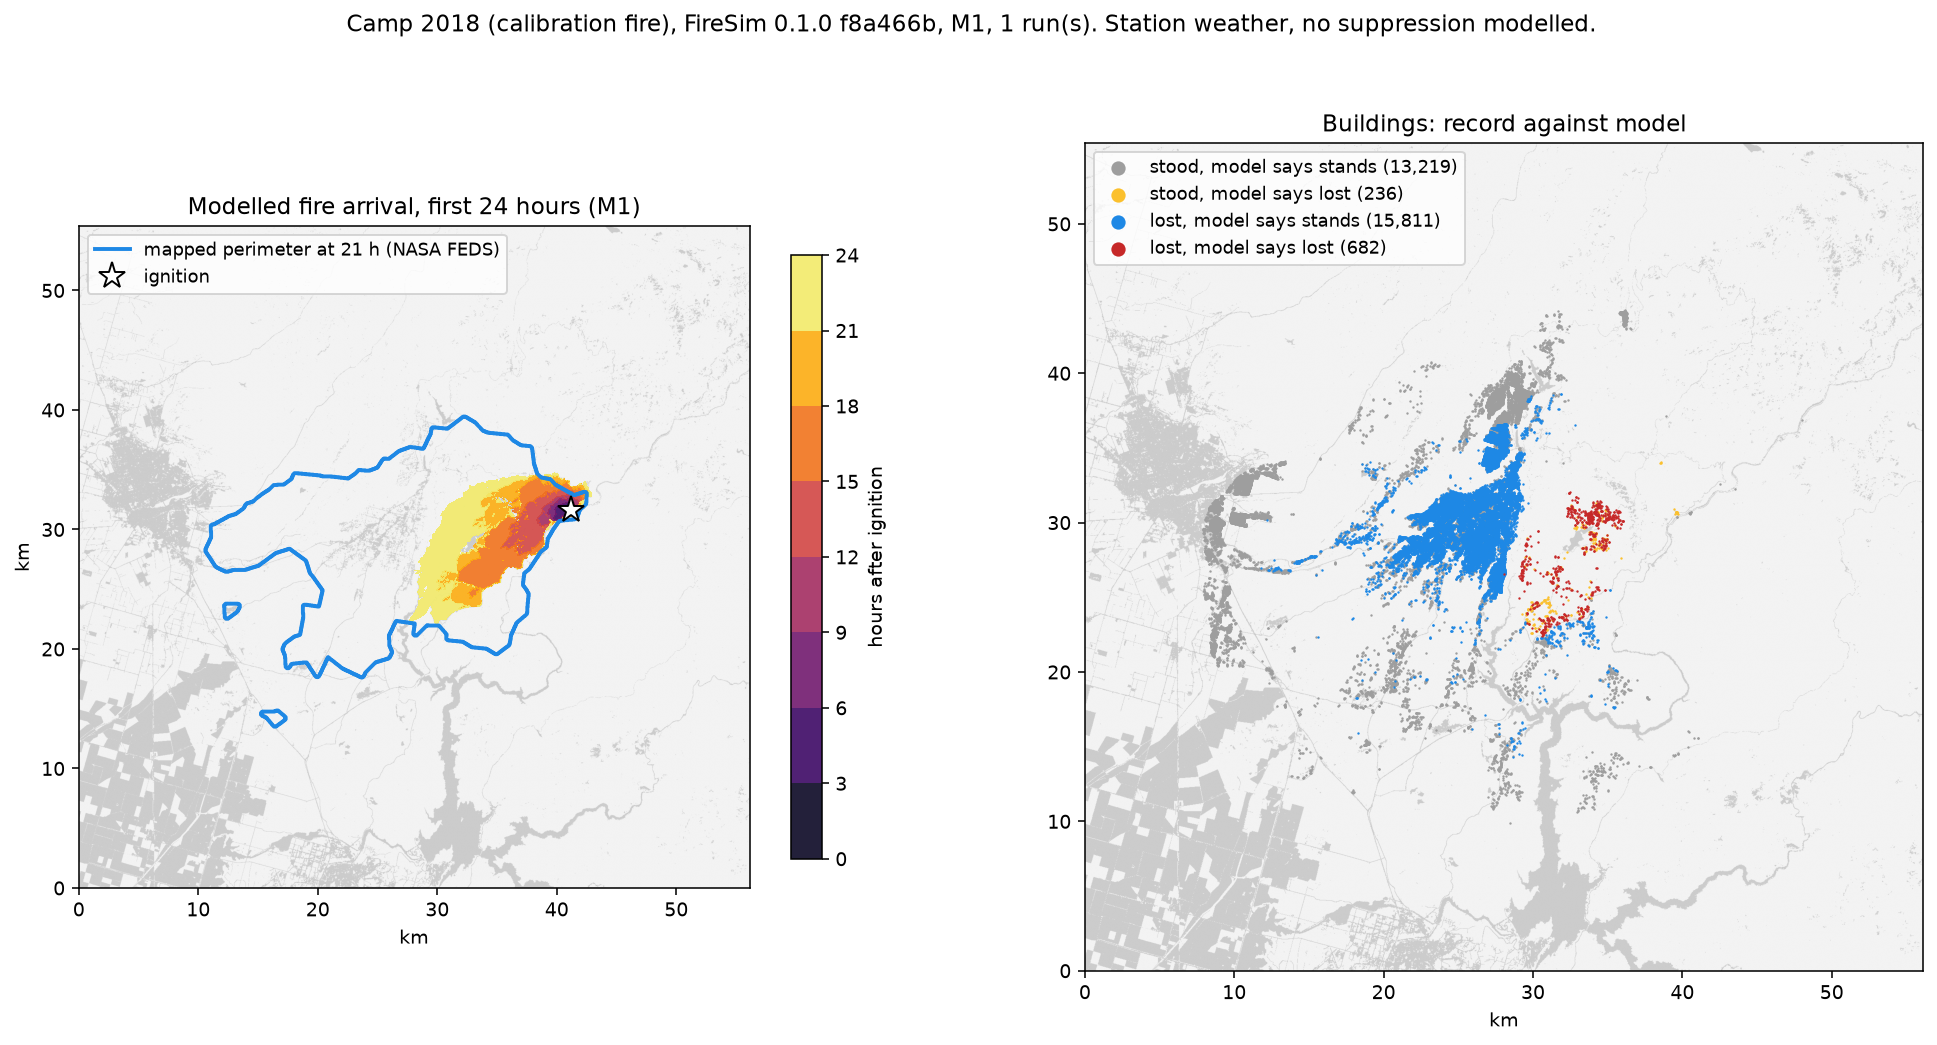 Camp 2018 (calibration fire), FireSim 0.1.0 f8a466b, M1, 1 run(s). Station weather, no suppression modelled.
Modelled fire arrival, first 24 hours (M1)
mapped perimeter at 21 h (NASA FEDS)
ignition
50
40
30
20
10
0
km
0 10 20 30 40 50
km
24
21
18
15
12
9
6
3
0
hours after ignition
Buildings: record against model
stood, model says stands (13,219)
stood, model says lost (236)
lost, model says stands (15,811)
lost, model says lost (682)
50
40
30
20
10
0
km
0 10 20 30 40 50
km